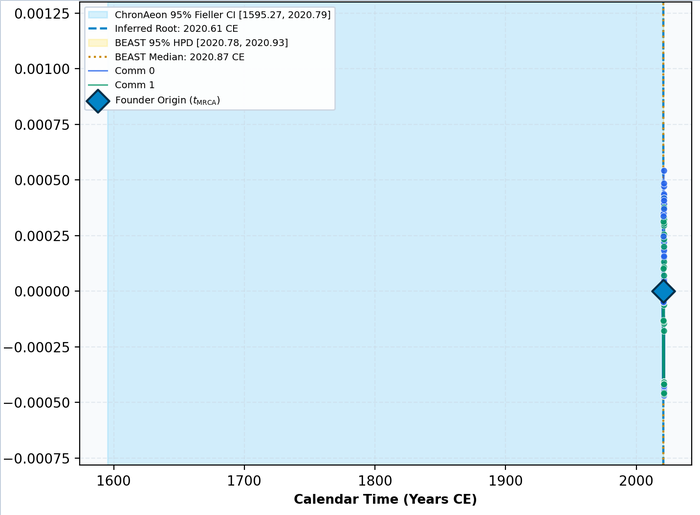 0.00125
0.00100
0.00075
0.00050
0.00025
0.00000
−0.00025
−0.00050
−0.00075
ChronAeon 95% Fieller CI [1595.27, 2020.79]
Inferred Root: 2020.61 CE
BEAST 95% HPD [2020.78, 2020.93]
BEAST Median: 2020.87 CE
Comm 0
Comm 1
Founder Origin (tMRCA)
1600 1700 1800 1900 2000
Calendar Time (Years CE)